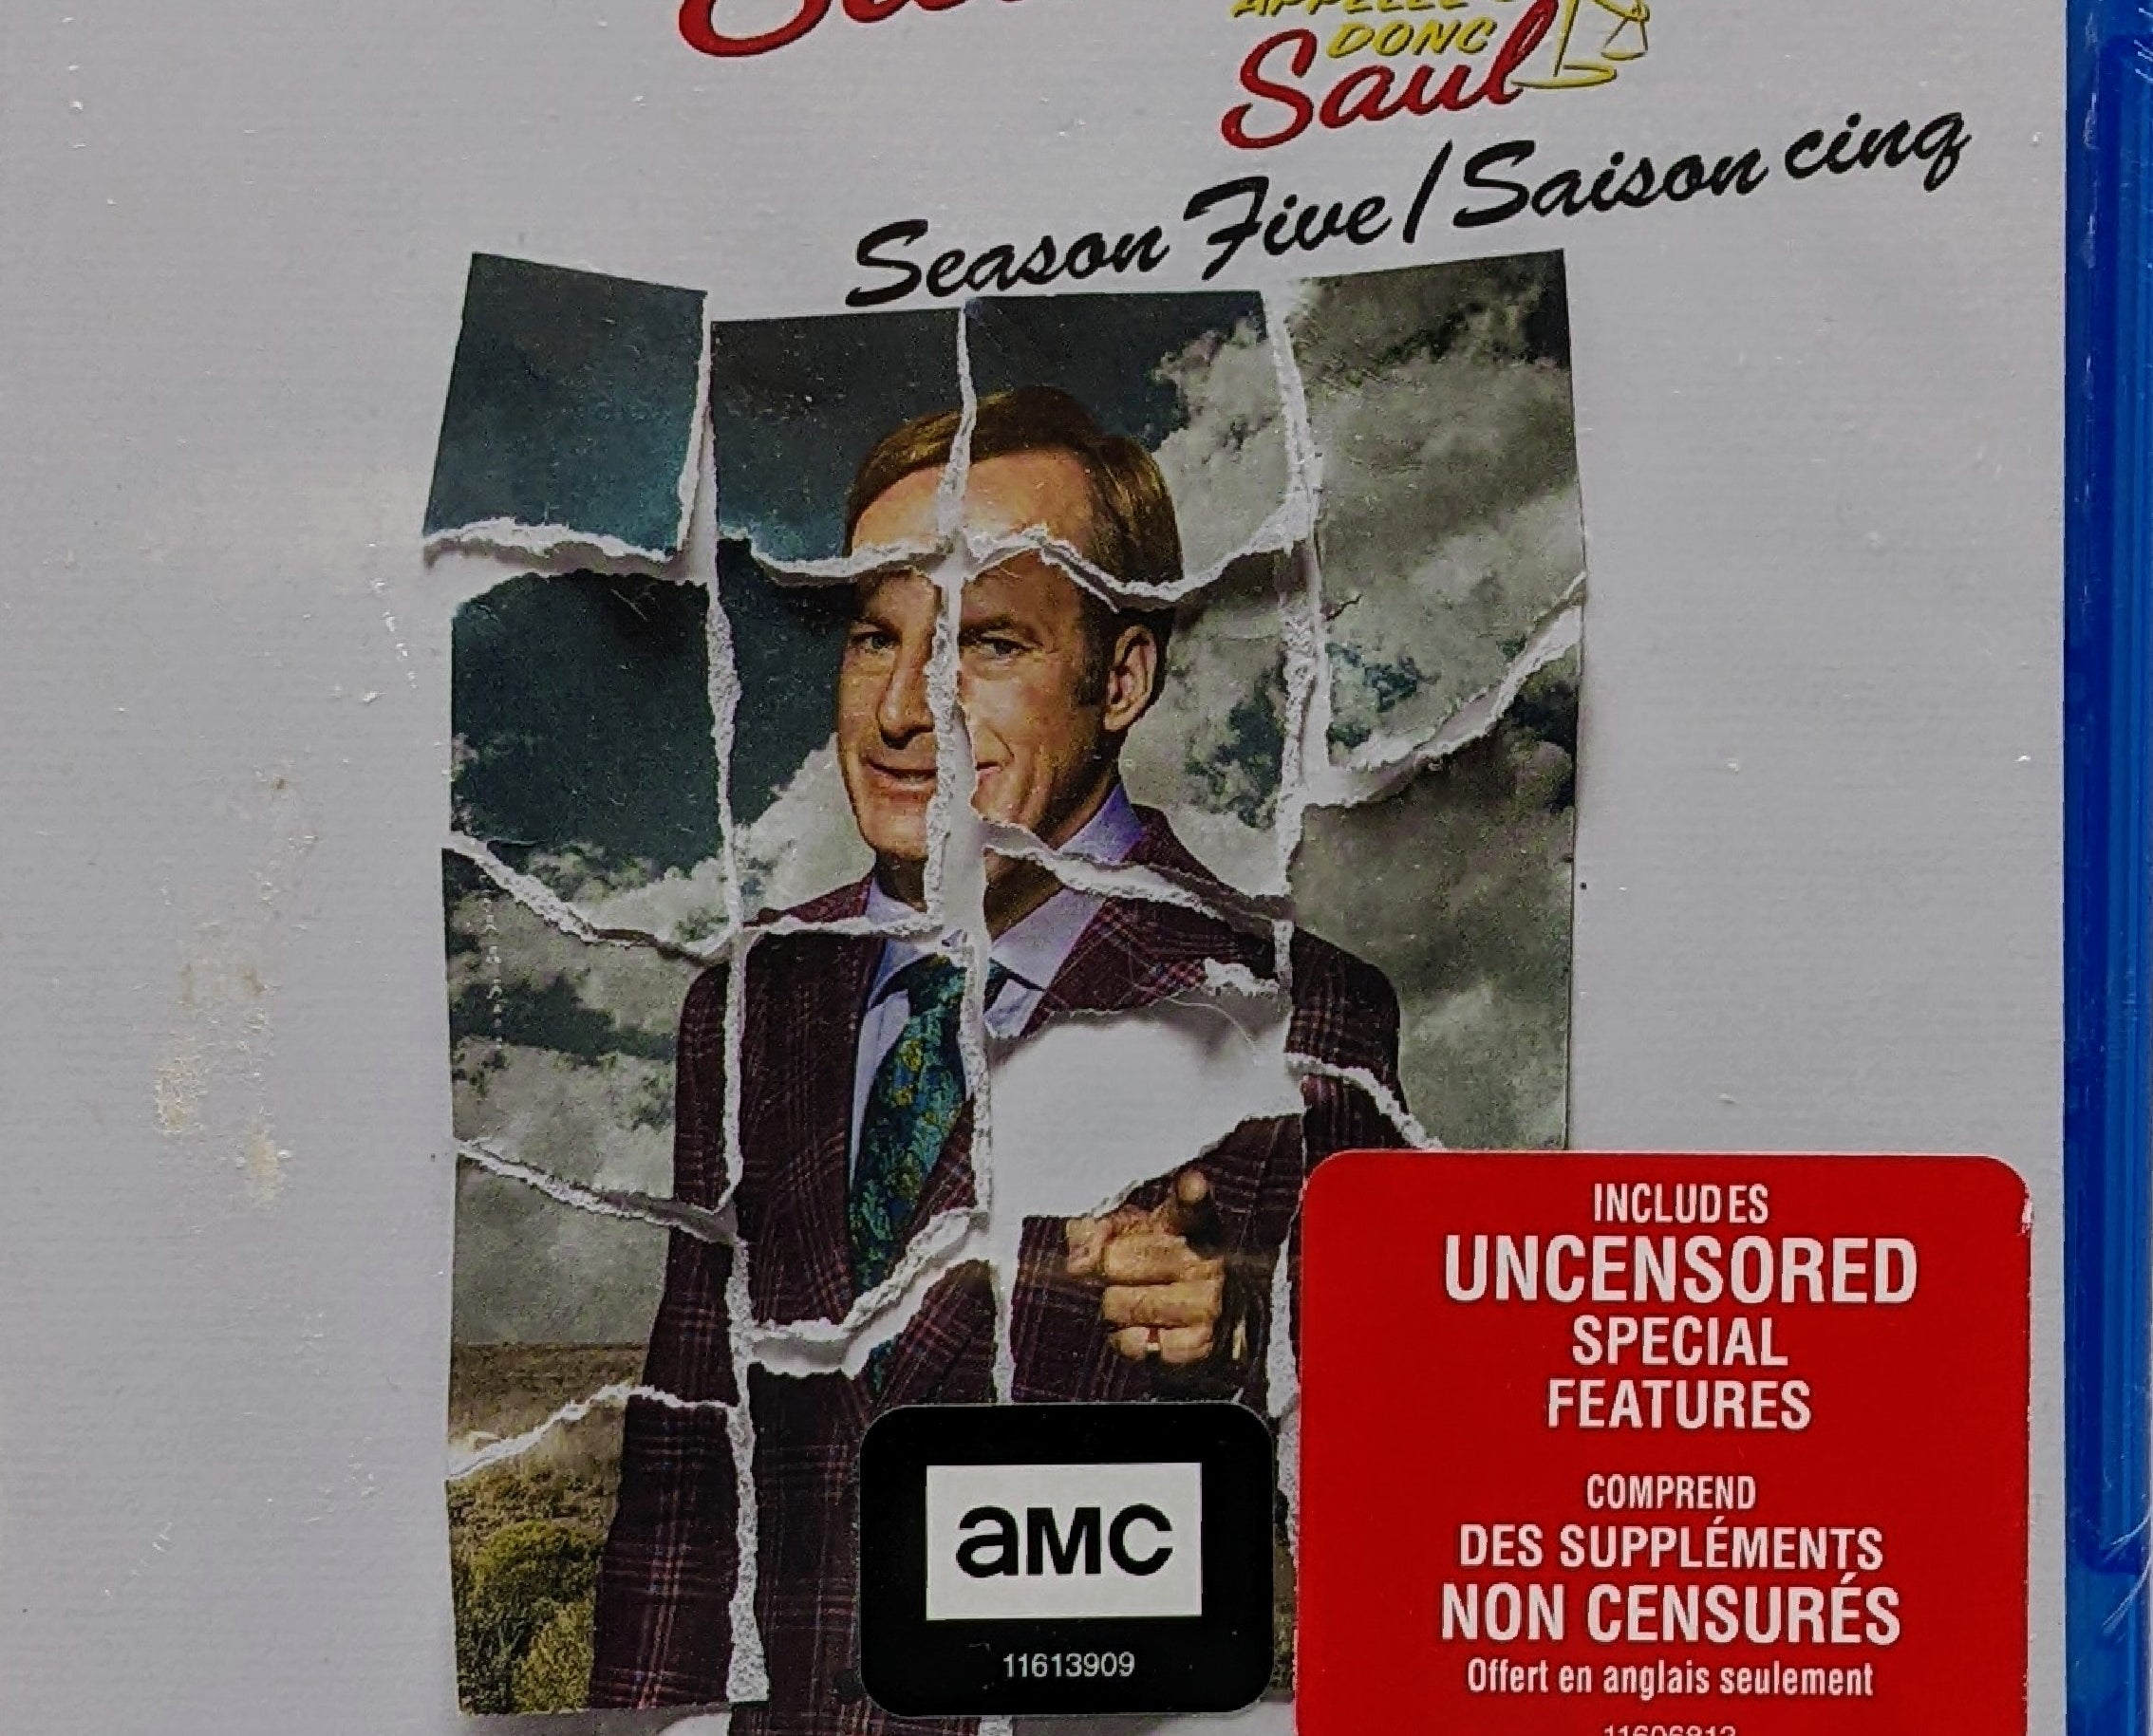 DONC
Saul
Season Five / Saison cinq
INCLUDES
UNCENSORED
SPECIAL
FEATURES
COMPREND
DES SUPPLÉMENTS
NON CENSURÉS
Offert en anglais seulement
aMC
11613909